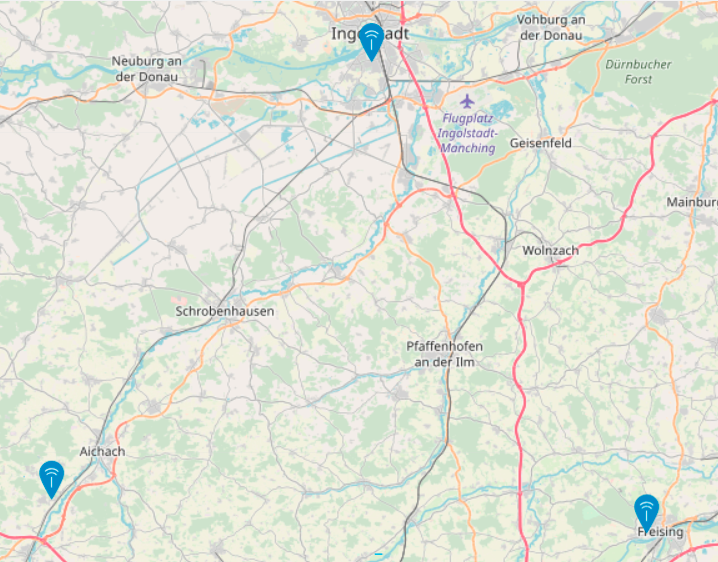 Vohburg an
der Donau
Ingolstadt
Neuburg an
der Donau
Dürnbucher
Forst
Flugplatz
Ingolstadt-
Manching
Geisenfeld
Mainbur
Wolnzach
Schrobenhausen
Pfaffenhofen
an der Ilm
Aichach
Freising